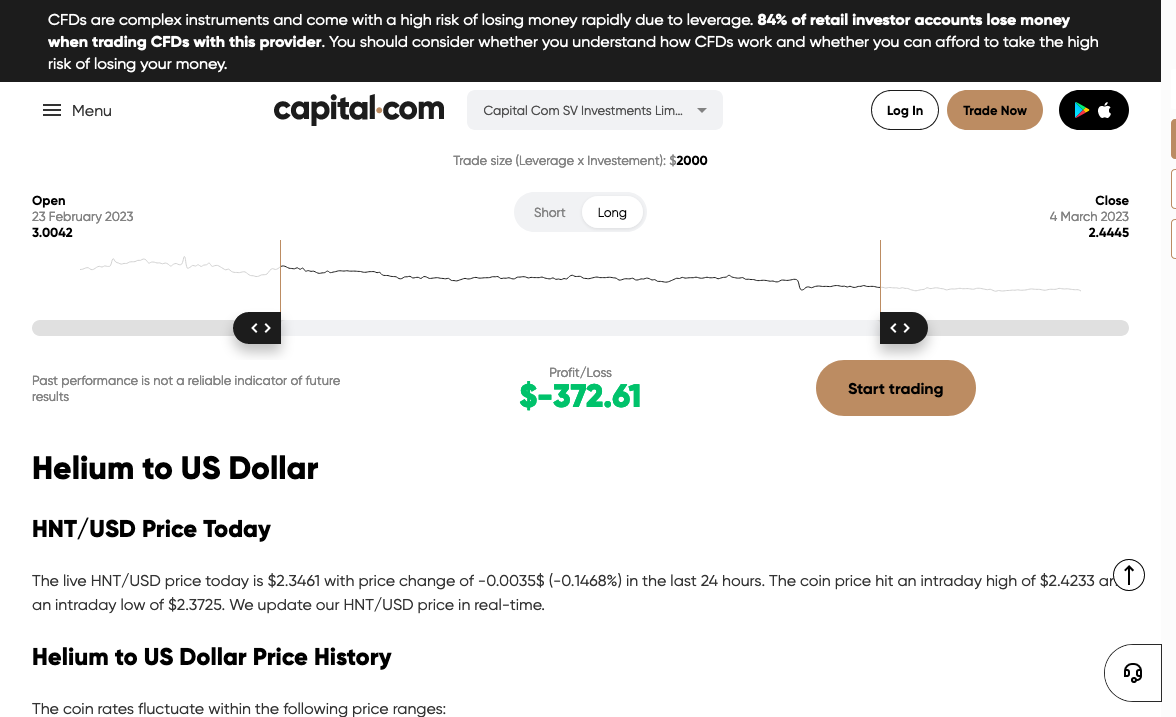 CFDs are complex instruments and come with a high risk of losing money rapidly due to leverage. 84% of retail investor accounts lose money
when trading CFDs with this provider. You should consider whether you understand how CFDs work and whether you can afford to take the high
risk of losing your money.
Menu
capital.com
Capital Com SV Investments Lim...
Log In
Trade Now
Trade size (Leverage x Investement): $2000
Open
23 February 2023
3.0042
Short
Long
Close
4 March 2023
2.4445
Past performance is not a reliable indicator of future
results
Profit/Loss
$-372.61
Start trading
Helium to US Dollar
HNT/USD Price Today
The live HNT/USD price today is $2.3461 with price change of -0.0035$ (-0.1468%) in the last 24 hours. The coin price hit an intraday high of $2.4233
an intraday low of $2.3725. We update our HNT/USD price in real-time.
Helium to US Dollar Price History
The coin rates fluctuate within the following price ranges: